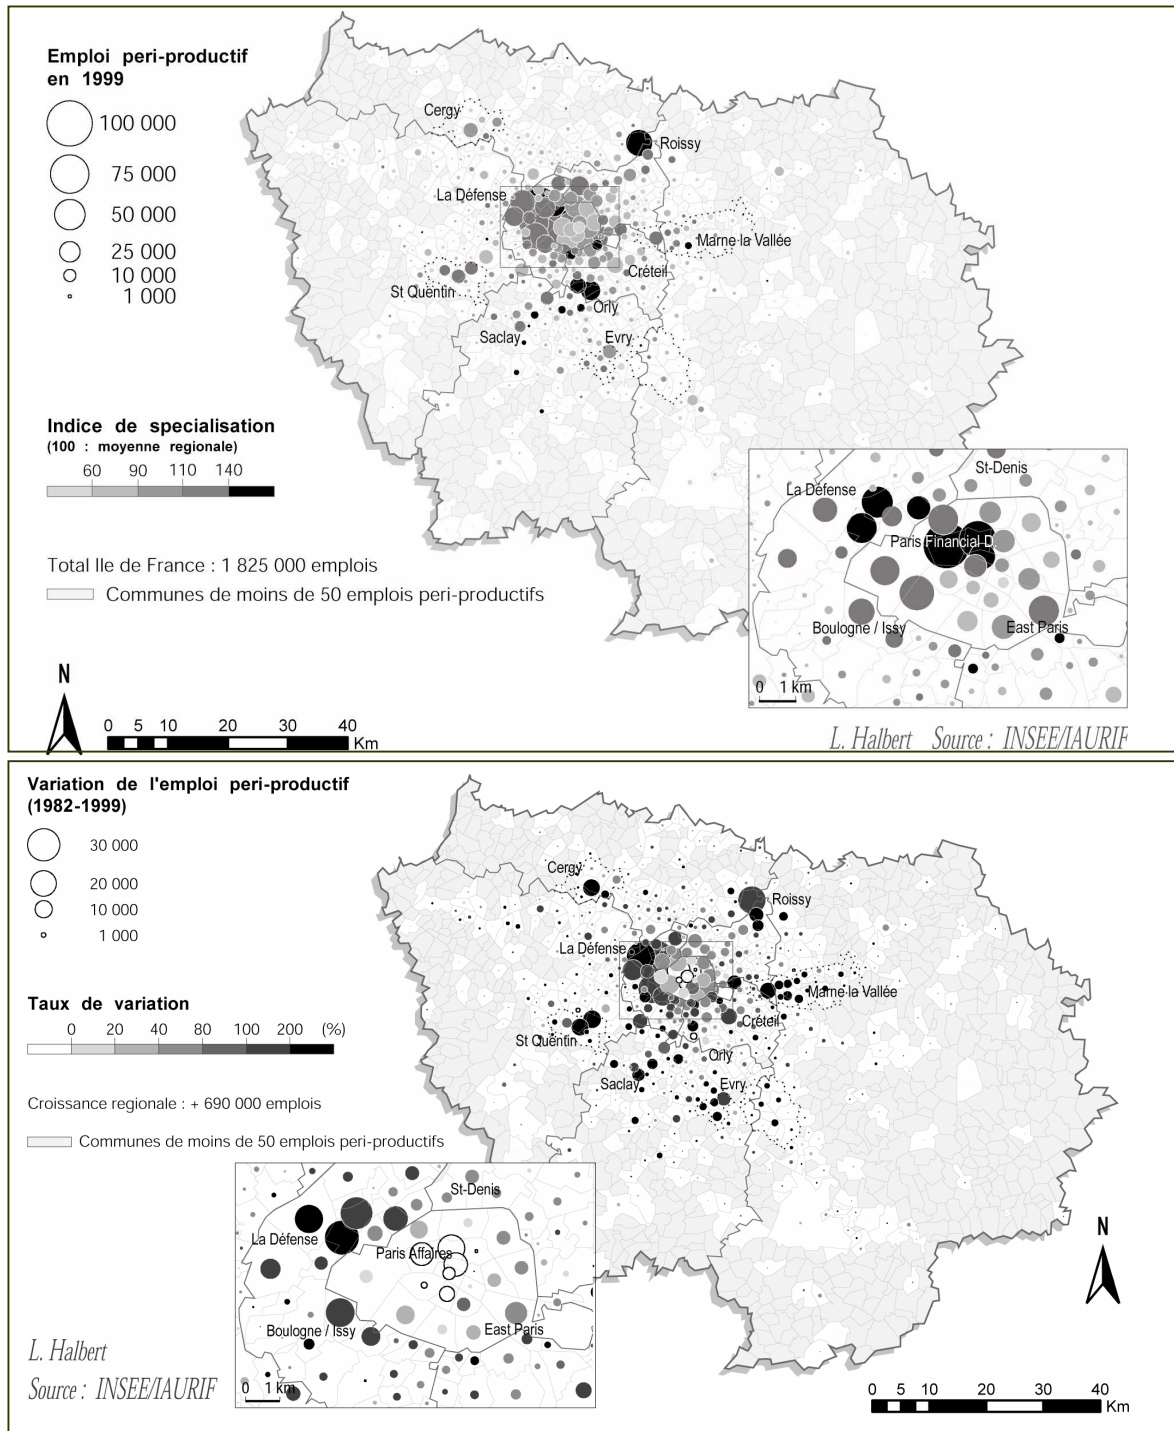 Emploi peri-productif
en 1999
100 000
75 000
50 000
25 000
10 000
1 000
Cergy
Roissy
La Défense
Marne la Vallée
Créteil
St Quentin
Orly
Saclay
Evry
Indice de specialisation
(100 : moyenne regionale)
60 90 110 140
Total Ile de France : 1 825 000 emplois
Communes de moins de 50 emplois peri-productifs
St-Denis
La Défense
Paris Financial D.
Boulogne / Issy
East Paris
0 1 km
N
0 5 10 20 30 40
Km
L. Halbert Source : INSEE/IAURIF
Variation de l'emploi peri-productif
(1982-1999)
30 000
20 000
10 000
1 000
Cergy
Roissy
La Défense
Marne la Vallée
Créteil
St Quentin
Orly
Saclay
Evry
Taux de variation
0 20 40 80 100 200 (%)
Croissance regionale : + 690 000 emplois
Communes de moins de 50 emplois peri-productifs
St-Denis
La Défense
Paris Affaires
Boulogne / Issy
East Paris
0 1 km
L. Halbert
Source : INSEE/IAURIF
N
0 5 10 20 30 40
Km